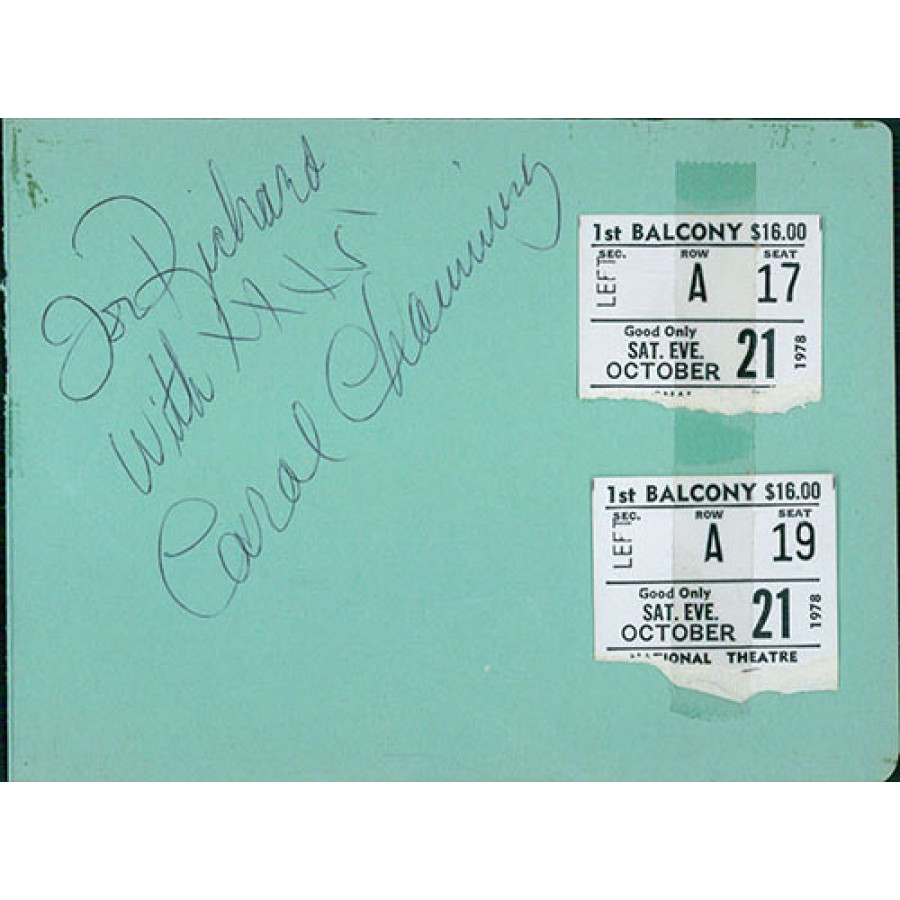 For Richard
with XXXXs'
Carol Channing
1st BALCONY $16.00
SEC. ROW SEAT
LEFT A 17
Good Only
SAT. EVE.
OCTOBER 21 1978
1st BALCONY $16.00
SEC. ROW SEAT
LEFT A 19
Good Only
SAT. EVE.
OCTOBER 21 1978
NATIONAL THEATRE